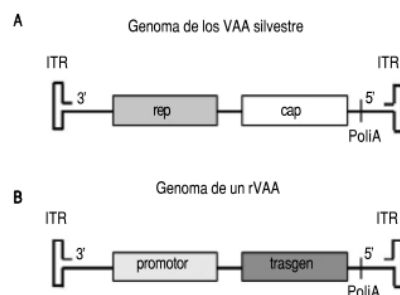 A
Genoma de los VAA silvestre
ITR
ITR
3'
rep
cap
5'
PoliA
B
Genoma de un rVAA
ITR
ITR
3'
promotor
trasgen
5'
PoliA